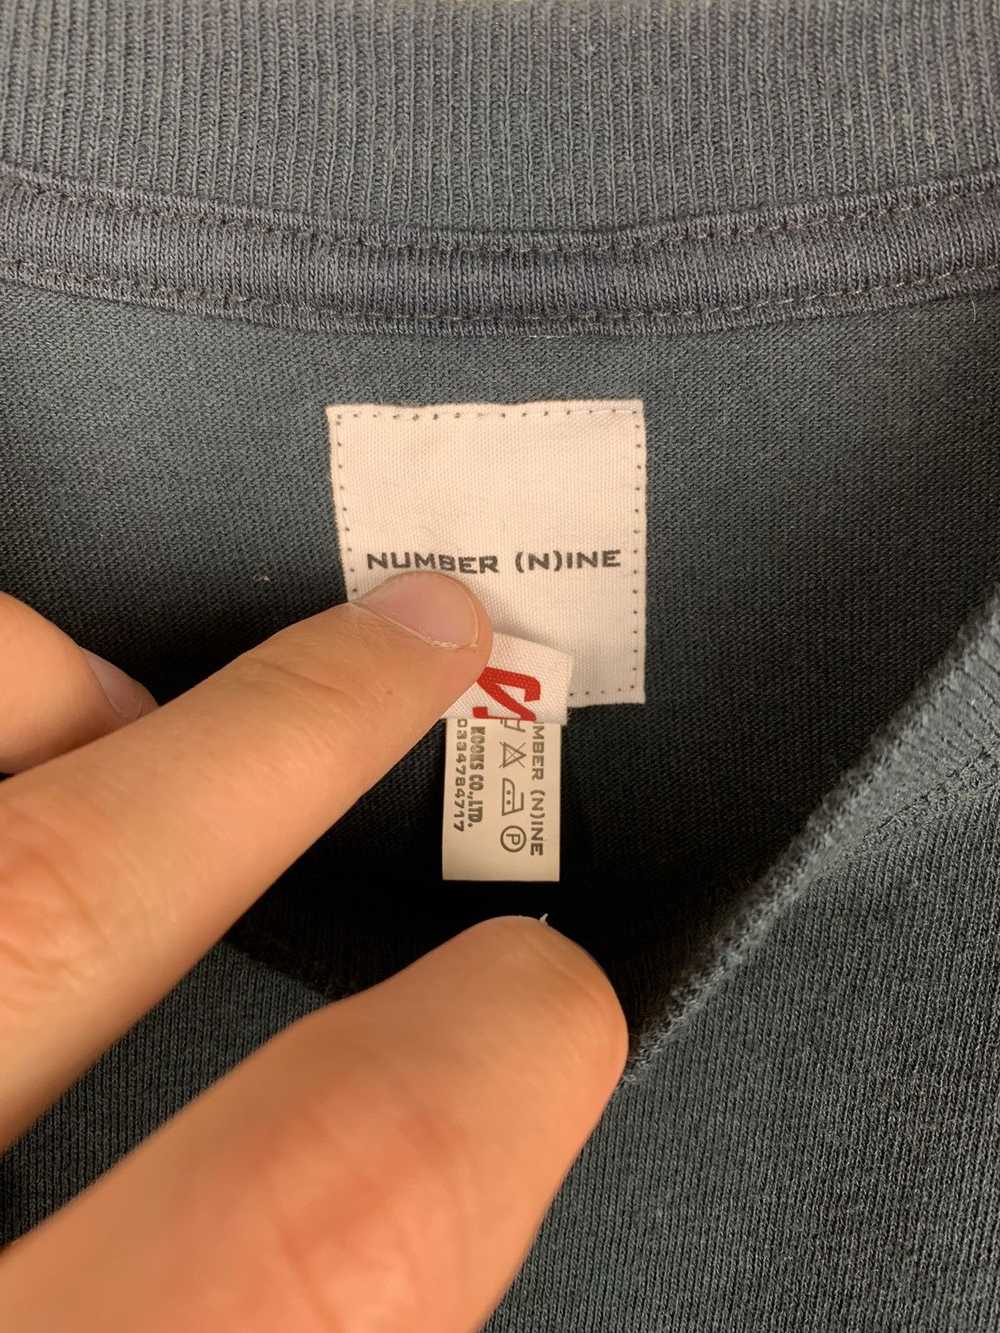 NUMBER (N)INE
MBER (N)INE
P
KOOKS CO.,LTD.
0334784717